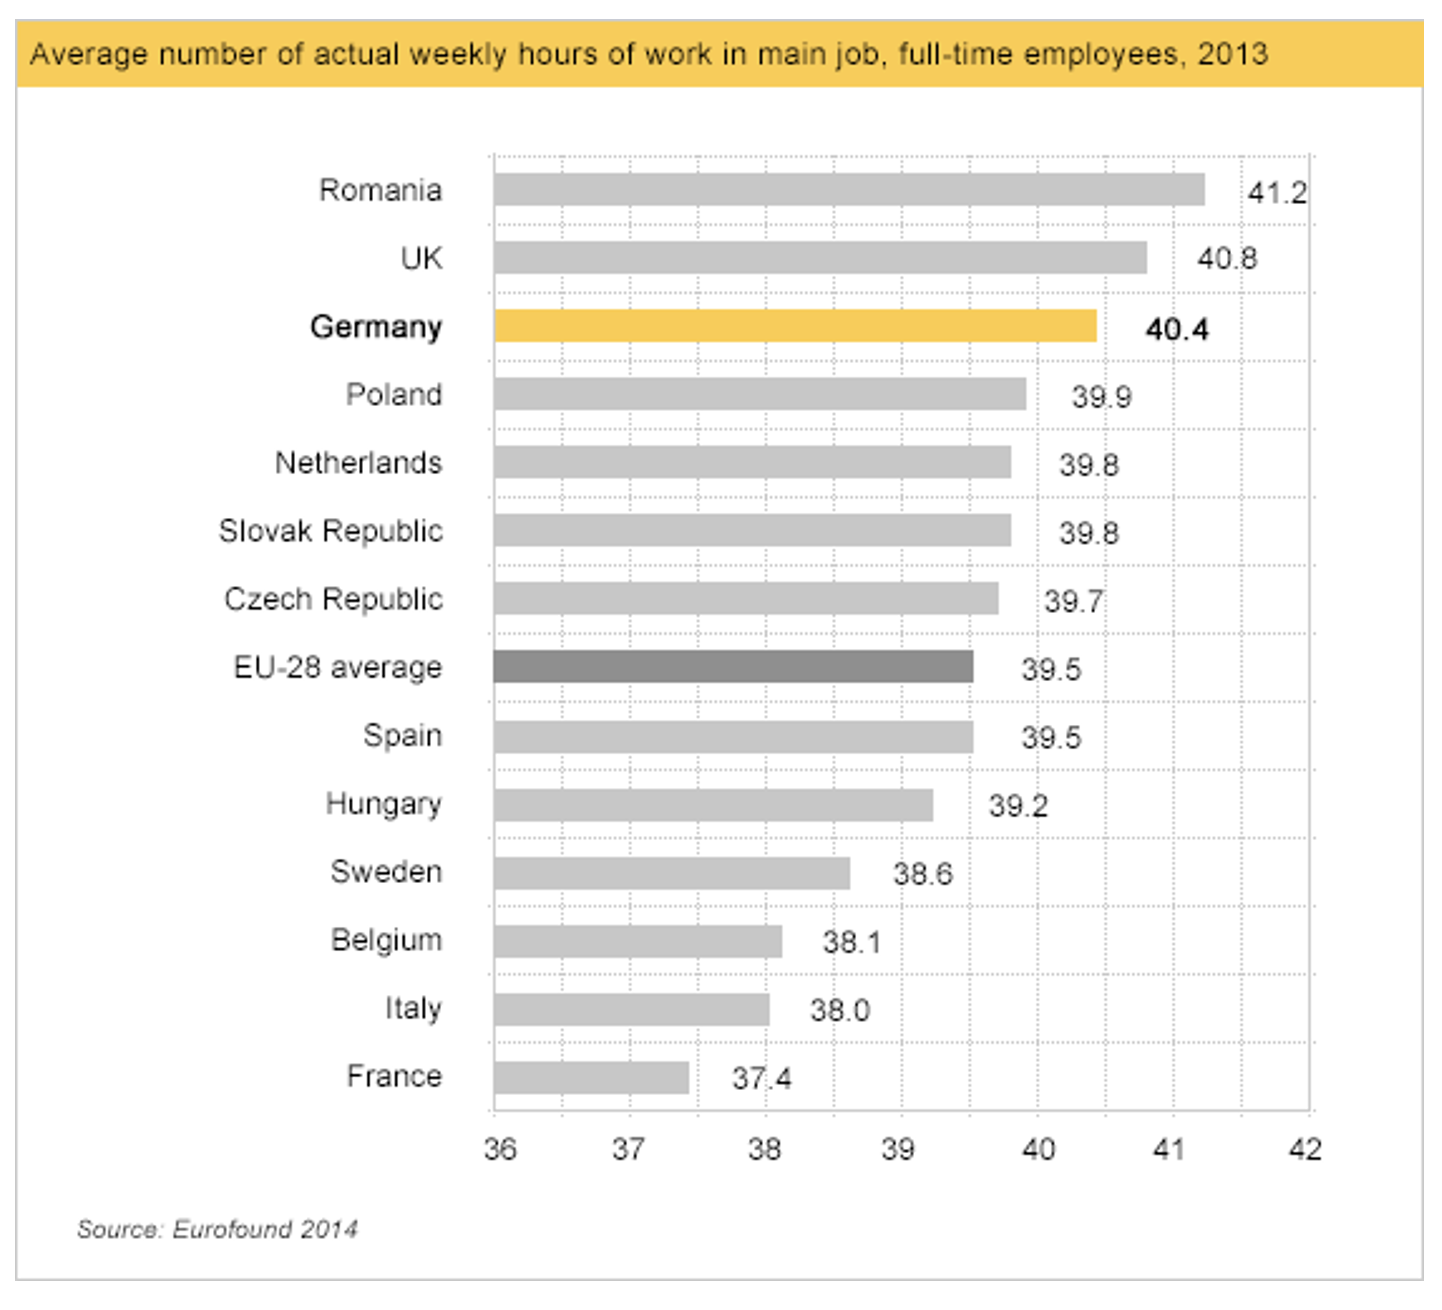 Average number of actual weekly hours of work in main job, full-time employees, 2013
Romania 41.2
UK 40.8
Germany 40.4
Poland 39.9
Netherlands 39.8
Slovak Republic 39.8
Czech Republic 39.7
EU-28 average 39.5
Spain 39.5
Hungary 39.2
Sweden 38.6
Belgium 38.1
Italy 38.0
France 37.4
36 37 38 39 40 41 42
Source: Eurofound 2014